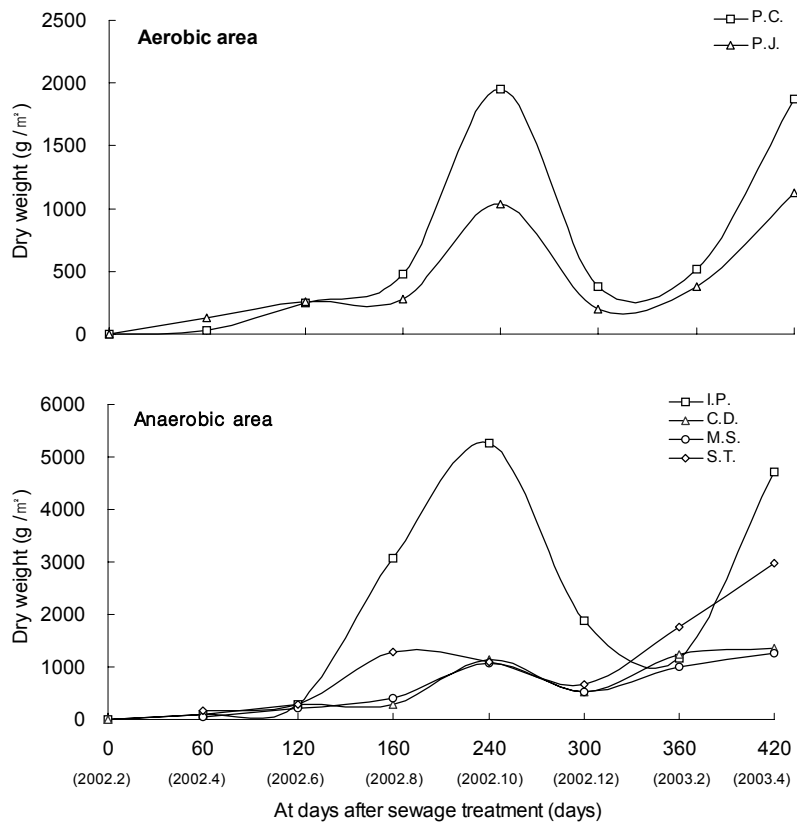 Aerobic area
P.C.
P.J.
Dry weight (g /㎡)
2500
2000
1500
1000
500
0
Anaerobic area
I.P.
C.D.
M.S.
S.T.
Dry weight (g /㎡)
6000
5000
4000
3000
2000
1000
0
0 60 120 160 240 300 360 420
(2002.2) (2002.4) (2002.6) (2002.8) (2002.10) (2002.12) (2003.2) (2003.4)
At days after sewage treatment (days)